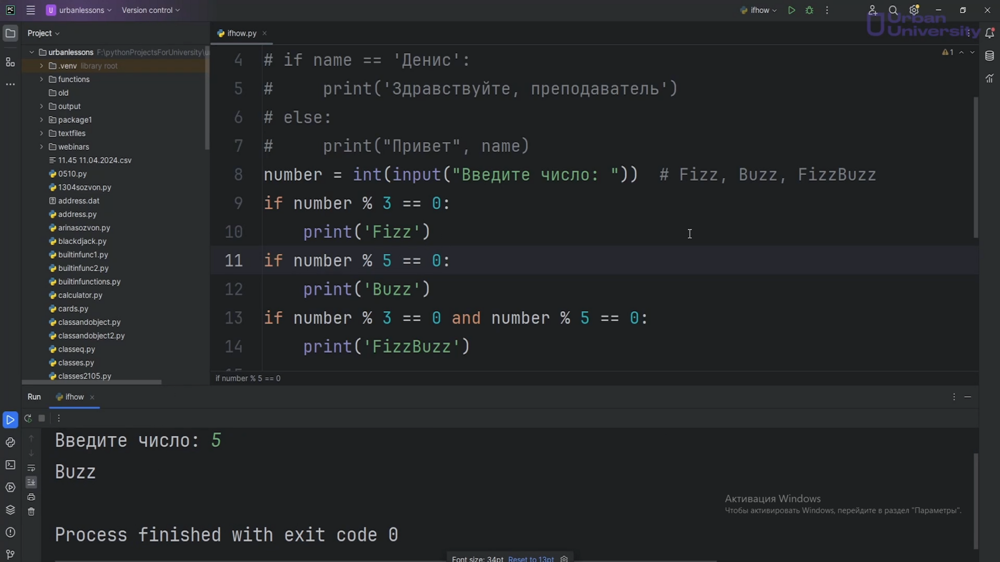 urbanlessons
Version control
ifhow
Urban
University
Project
ifhow.py
urbanlessons F:\pythonProjectsForUniversity\u
.venv library root
functions
old
output
package1
textfiles
webinars
11.45 11.04.2024.csv
0510.py
1304sozvon.py
address.dat
address.py
arinasozvon.py
blackdjack.py
builtinfunc1.py
builtinfunc2.py
builtinfunctions.py
calculator.py
cards.py
classandobject.py
classandobject2.py
classeq.py
classes.py
classes2105.py
1
4 # if name == 'Денис':
5 #     print('Здравствуйте, преподаватель')
6 # else:
7 #     print("Привет", name)
8 number = int(input("Введите число: "))  # Fizz, Buzz, FizzBuzz
9 if number % 3 == 0:
10     print('Fizz')
11 if number % 5 == 0:
12     print('Buzz')
13 if number % 3 == 0 and number % 5 == 0:
14     print('FizzBuzz')
if number % 5 == 0
Run ifhow
Введите число: 5
Buzz
Process finished with exit code 0
Активация Windows
Чтобы активировать Windows, перейдите в раздел "Параметры".
Font size: 34pt Reset to 13pt